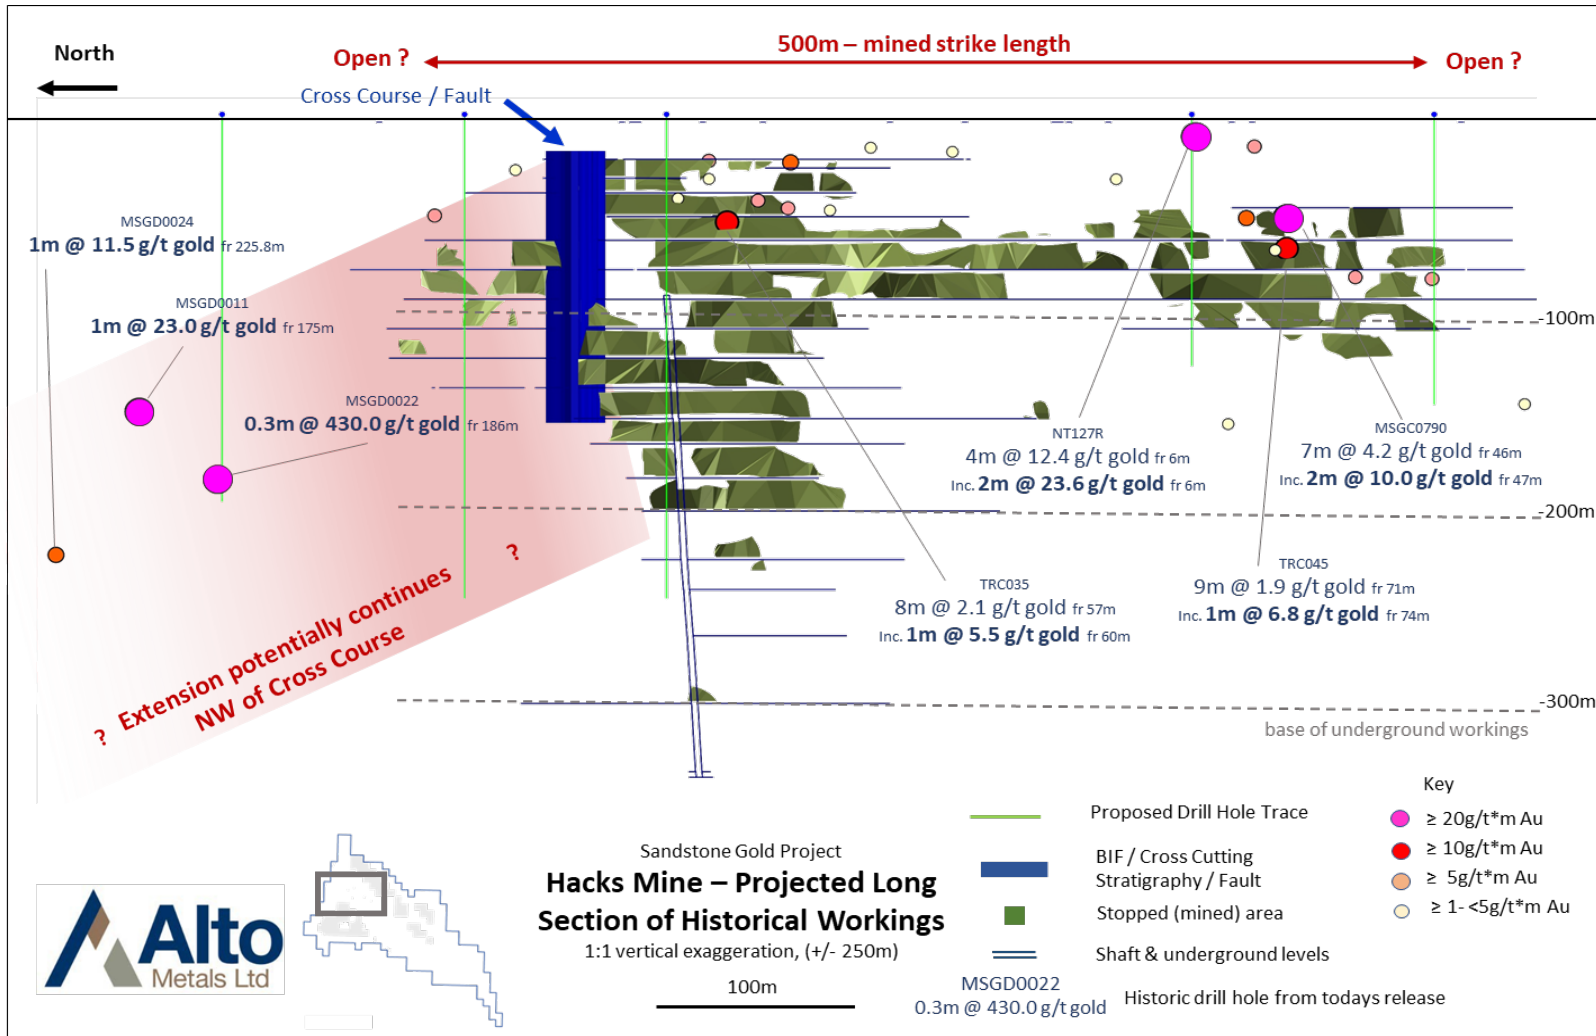 North
Open ?
500m – mined strike length
Open ?
Cross Course / Fault
MSGD0024
1m @ 11.5 g/t gold fr 225.8m
MSGD0011
1m @ 23.0 g/t gold fr 175m
MSGD0022
0.3m @ 430.0 g/t gold fr 186m
-100m
NT127R
4m @ 12.4 g/t gold fr 6m
Inc. 2m @ 23.6 g/t gold fr 6m
MSGC0790
7m @ 4.2 g/t gold fr 46m
Inc. 2m @ 10.0 g/t gold fr 47m
-200m
TRC035
8m @ 2.1 g/t gold fr 57m
Inc. 1m @ 5.5 g/t gold fr 60m
TRC045
9m @ 1.9 g/t gold fr 71m
Inc. 1m @ 6.8 g/t gold fr 74m
?
? Extension potentially continues
NW of Cross Course
-300m
base of underground workings
Alto
Metals Ltd
Sandstone Gold Project
Hacks Mine – Projected Long
Section of Historical Workings
1:1 vertical exaggeration, (+/- 250m)
100m
Proposed Drill Hole Trace
BIF / Cross Cutting
Stratigraphy / Fault
Stopped (mined) area
Shaft & underground levels
MSGD0022
0.3m @ 430.0 g/t gold
Historic drill hole from todays release
Key
≥ 20g/t*m Au
≥ 10g/t*m Au
≥ 5g/t*m Au
≥ 1- <5g/t*m Au